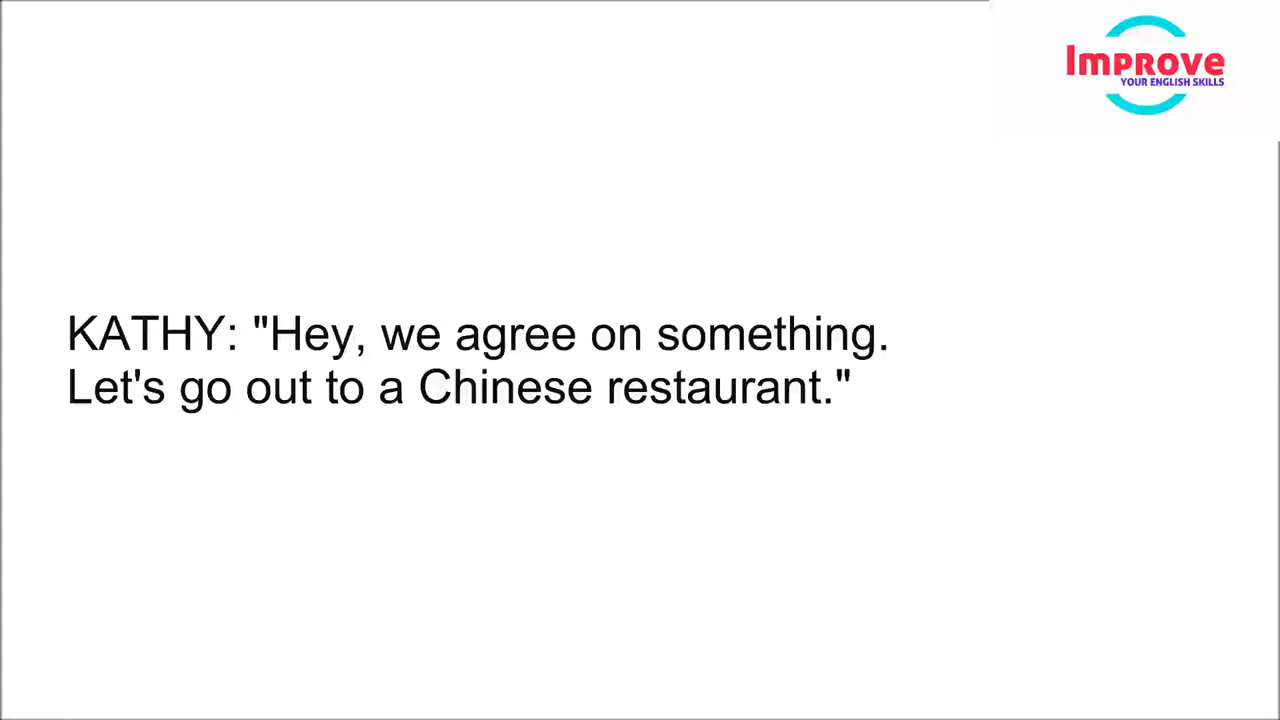 Improve
YOUR ENGLISH SKILLS
KATHY: "Hey, we agree on something.
Let's go out to a Chinese restaurant."